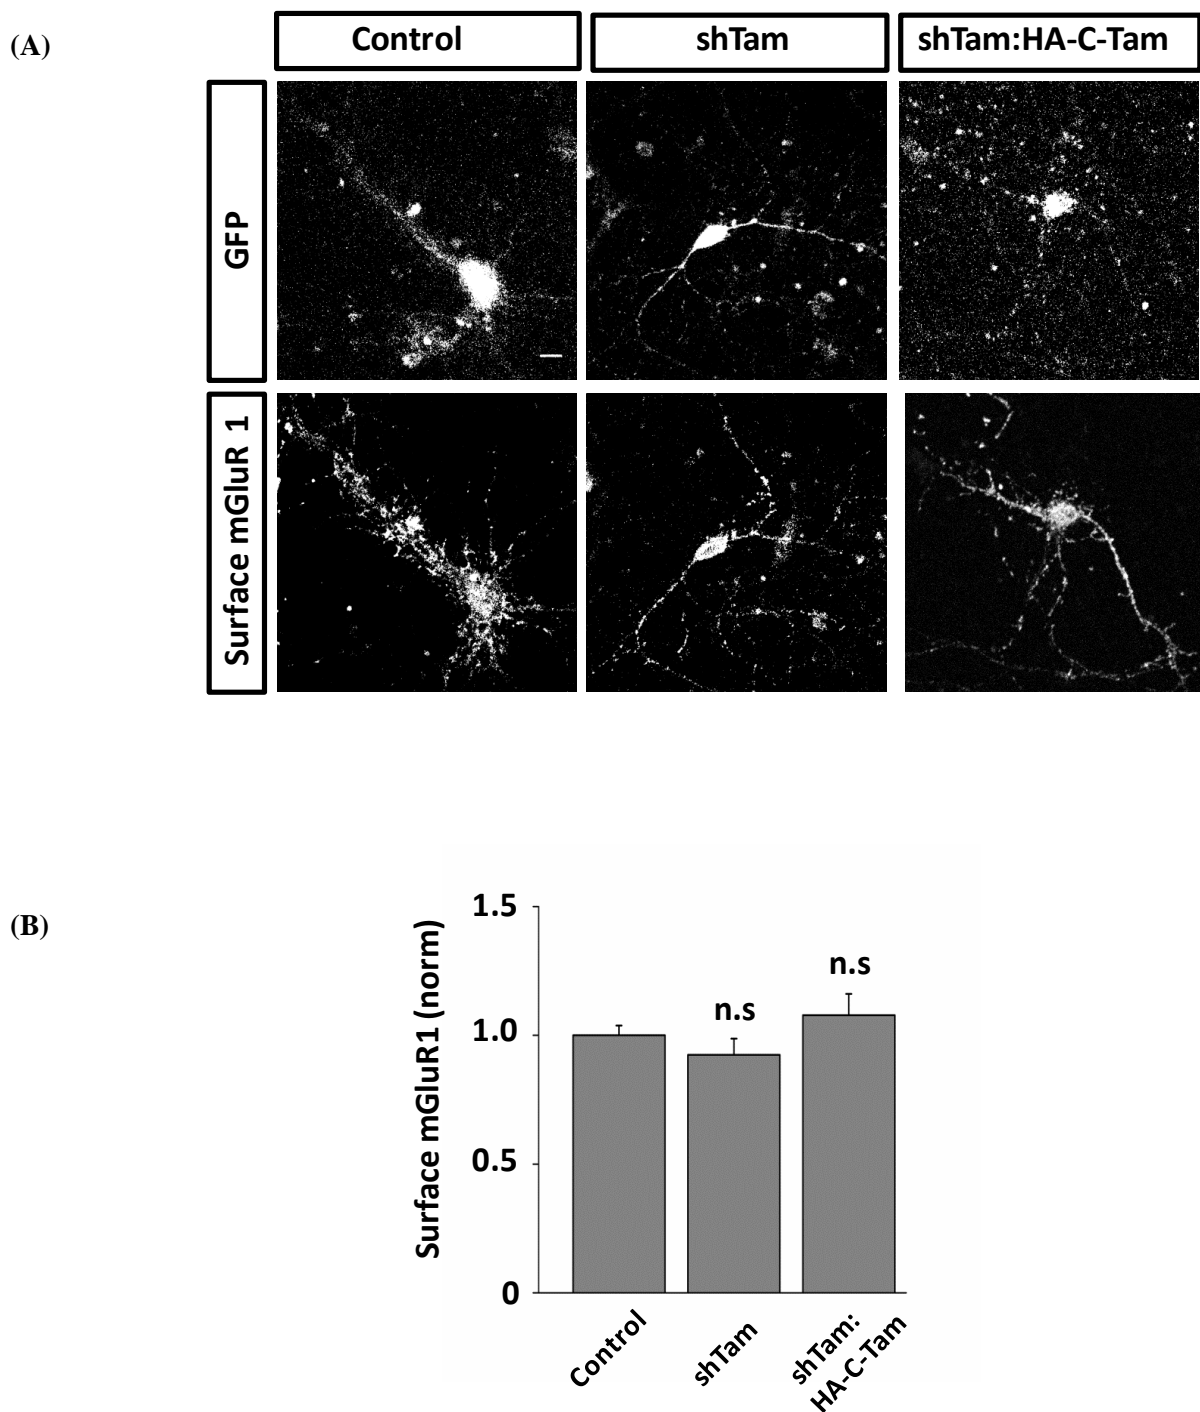 (A)
Control
shTam
shTam:HA-C-Tam
GFP
Surface mGluR 1
(B)
Surface mGluR1 (norm)
1.5
1.0
0.5
0
n.s
n.s
Control
shTam
shTam:
HA-C-Tam